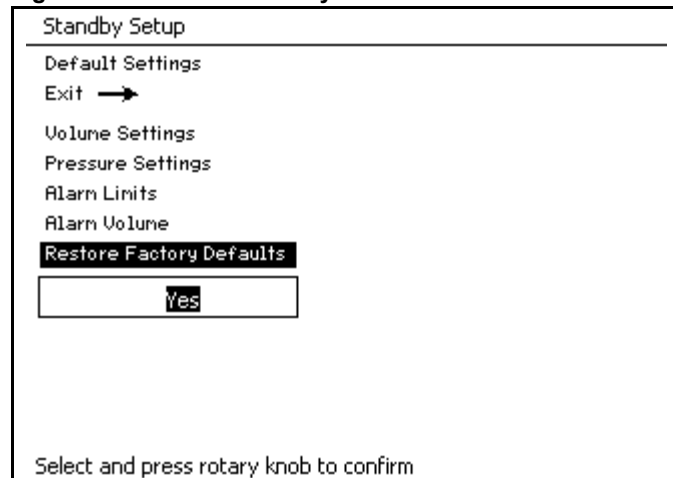 Standby Setup
Default Settings
Exit
Volume Settings
Pressure Settings
Alarm Limits
Alarm Volume
Restore Factory Defaults
Yes
Select and press rotary knob to confirm